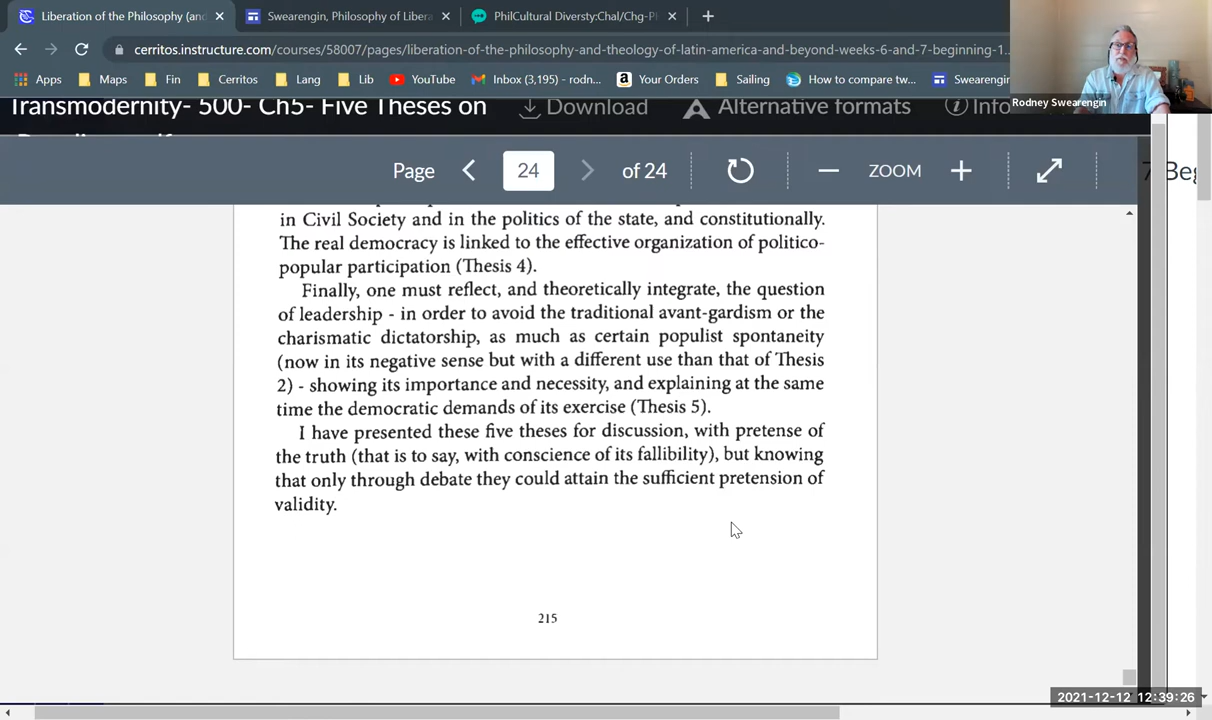 Liberation of the Philosophy (and
Swearengin, Philosophy of Libera
PhilCultural Diversty:Chal/Chg-P
cerritos.instructure.com/courses/58007/pages/liberation-of-the-philosophy-and-theology-of-latin-america-and-beyond-weeks-6-and-7-beginning-1...
Apps
Maps
Fin
Cerritos
Lang
Lib
YouTube
Inbox (3,195) - rodn...
Your Orders
Sailing
How to compare tw...
Swearengin
Rodney Swearengin
Transmodernity- 500- Ch5- Five Theses on
Download
Alternative formats
Info
Page
24
of 24
ZOOM
7 Beg
in Civil Society and in the politics of the state, and constitutionally.
The real democracy is linked to the effective organization of politico-
popular participation (Thesis 4).
Finally, one must reflect, and theoretically integrate, the question
of leadership - in order to avoid the traditional avant-gardism or the
charismatic dictatorship, as much as certain populist spontaneity
(now in its negative sense but with a different use than that of Thesis
2) - showing its importance and necessity, and explaining at the same
time the democratic demands of its exercise (Thesis 5).
I have presented these five theses for discussion, with pretense of
the truth (that is to say, with conscience of its fallibility), but knowing
that only through debate they could attain the sufficient pretension of
validity.
215
2021-12-12 12:39:26